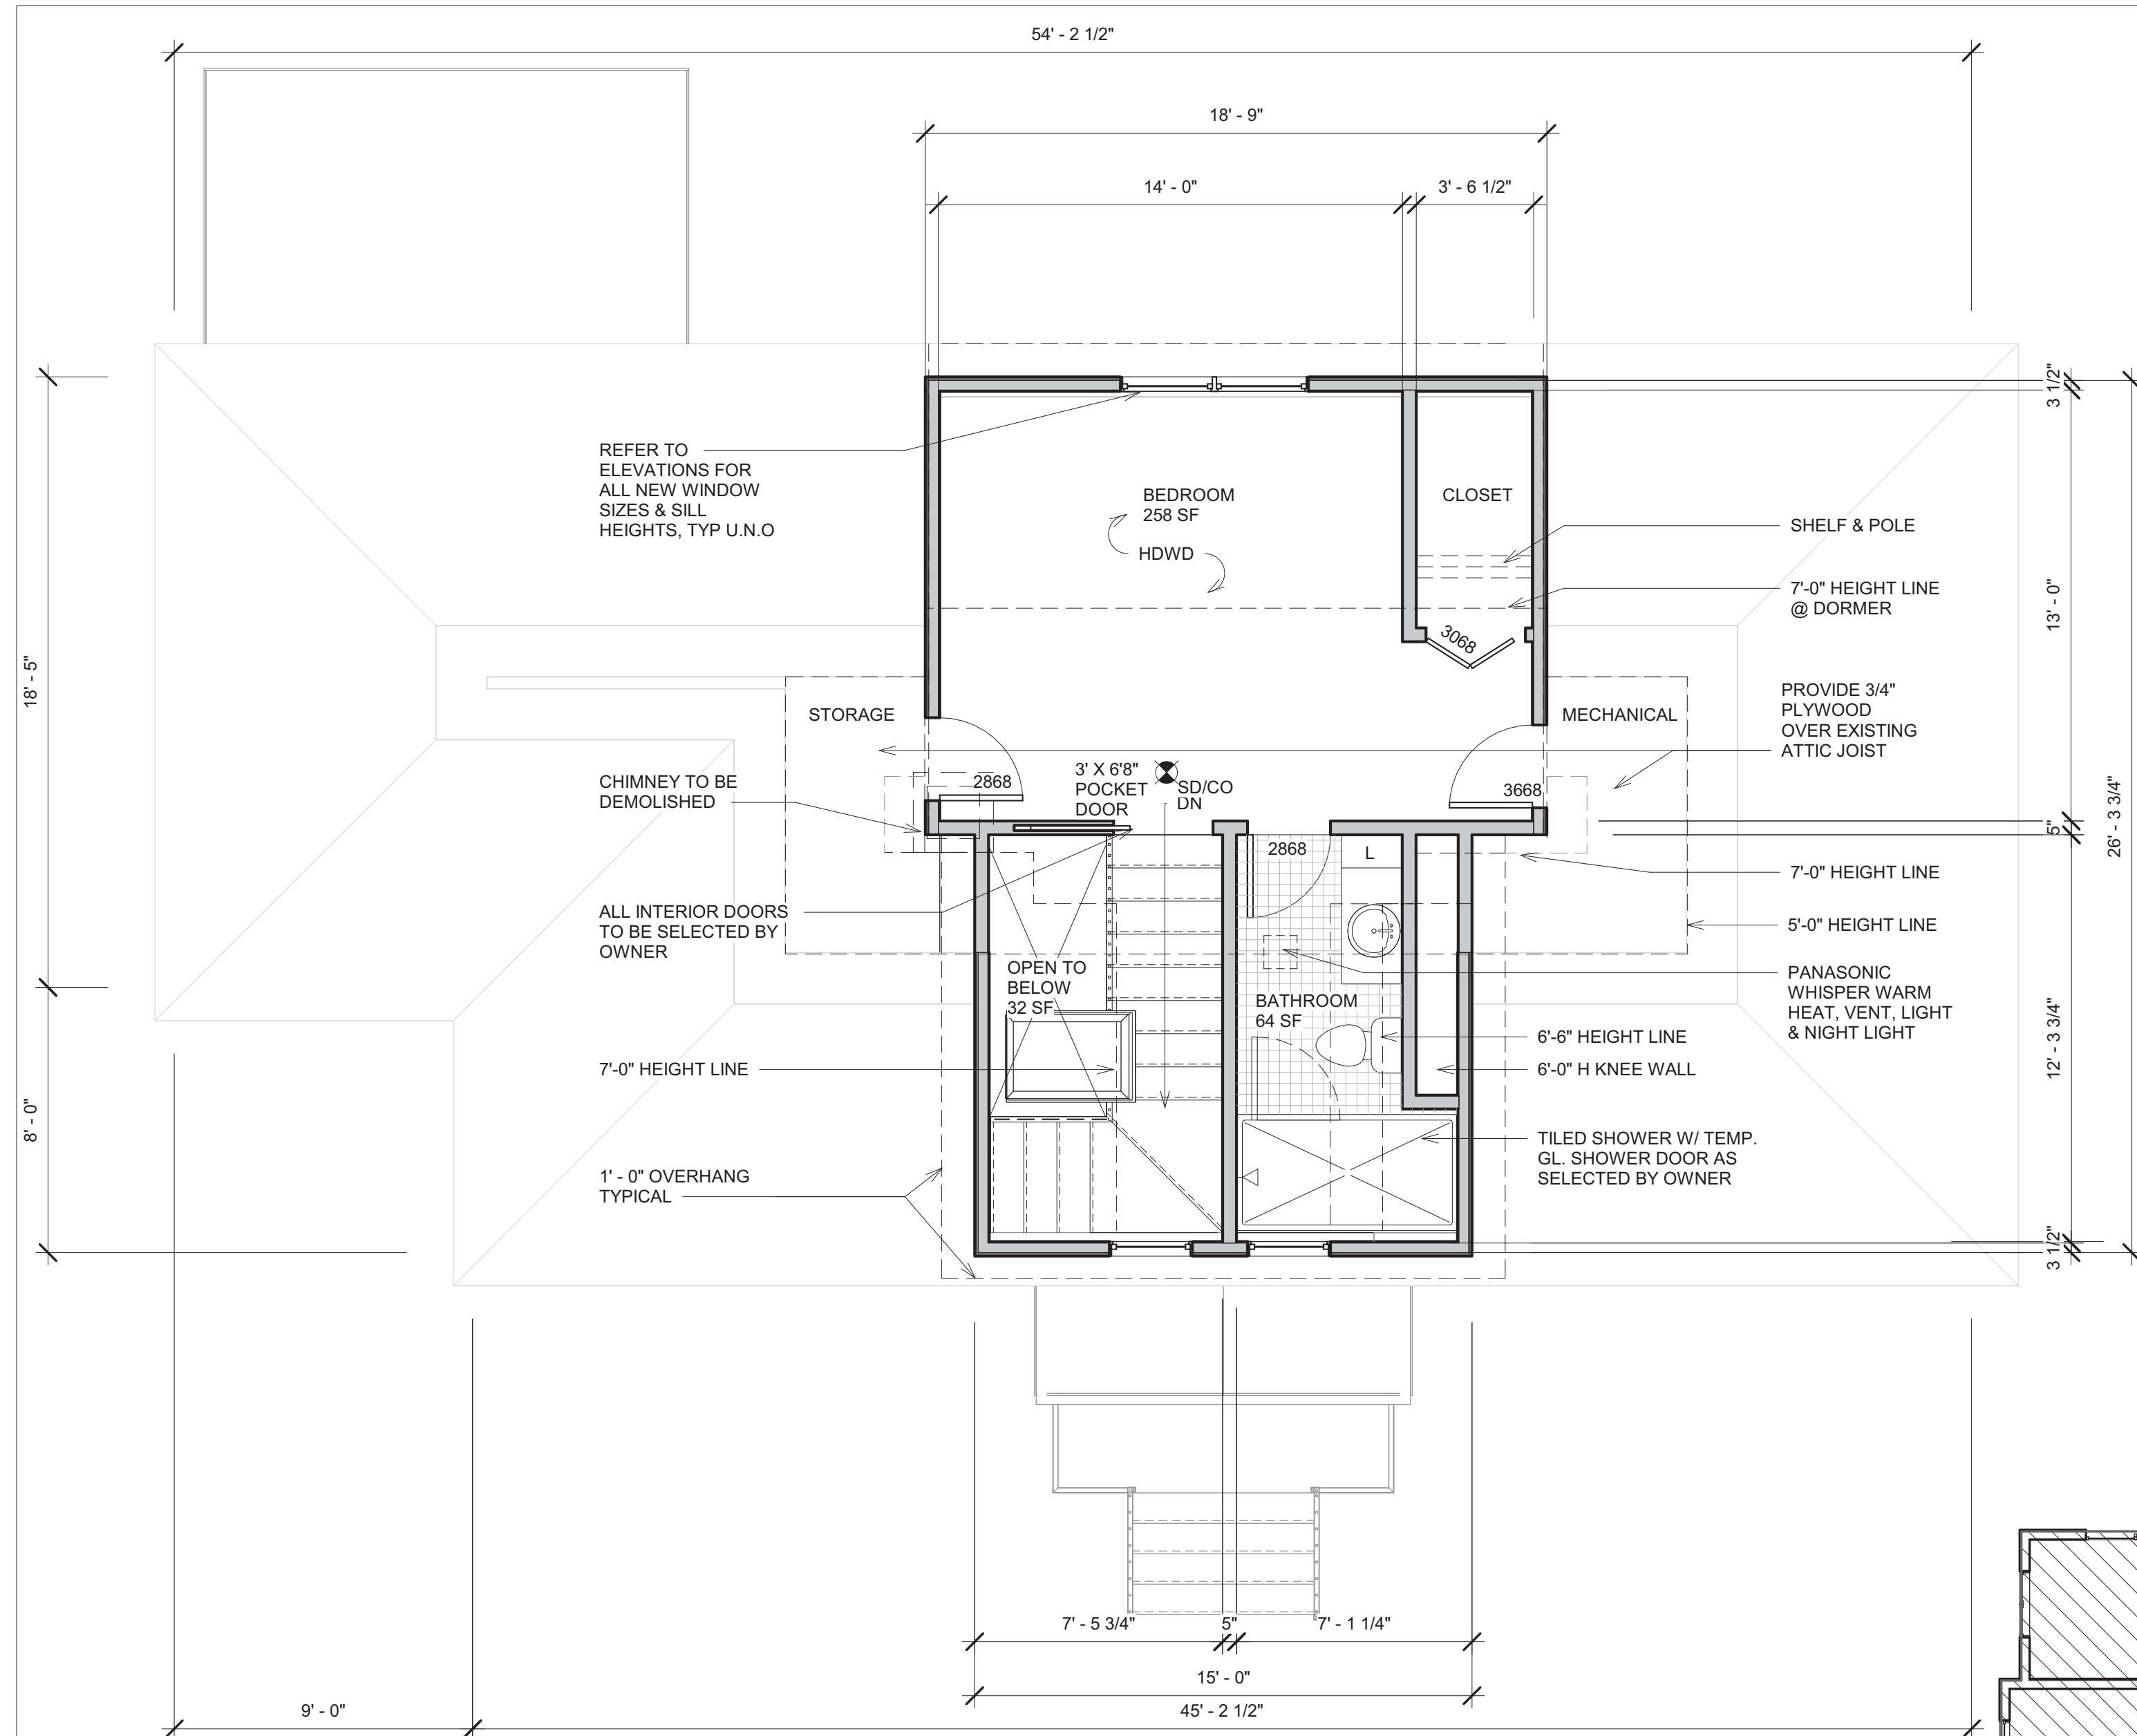 54' - 2 1/2"
18' - 9"
14' - 0"
3' - 6 1/2"
3 1/2"
REFER TO
ELEVATIONS FOR
ALL NEW WINDOW
SIZES & SILL
HEIGHTS, TYP U.N.O
BEDROOM
258 SF
HDWD
CLOSET
SHELF & POLE
7'-0" HEIGHT LINE
@ DORMER
13' - 0"
3068
18' - 5"
STORAGE
MECHANICAL
PROVIDE 3/4"
PLYWOOD
OVER EXISTING
ATTIC JOIST
CHIMNEY TO BE
DEMOLISHED
2868
3' X 6'8"
POCKET
DOOR
SD/CO
DN
3668
5"
26' - 3 3/4"
2868
L
7'-0" HEIGHT LINE
ALL INTERIOR DOORS
TO BE SELECTED BY
OWNER
5'-0" HEIGHT LINE
OPEN TO
BELOW
32 SF
BATHROOM
64 SF
PANASONIC
WHISPER WARM
HEAT, VENT, LIGHT
& NIGHT LIGHT
12' - 3 3/4"
6'-6" HEIGHT LINE
7'-0" HEIGHT LINE
6'-0" H KNEE WALL
8' - 0"
TILED SHOWER W/ TEMP.
GL. SHOWER DOOR AS
SELECTED BY OWNER
1' - 0" OVERHANG
TYPICAL
3 1/2"
7' - 5 3/4"
5"
7' - 1 1/4"
15' - 0"
9' - 0"
45' - 2 1/2"